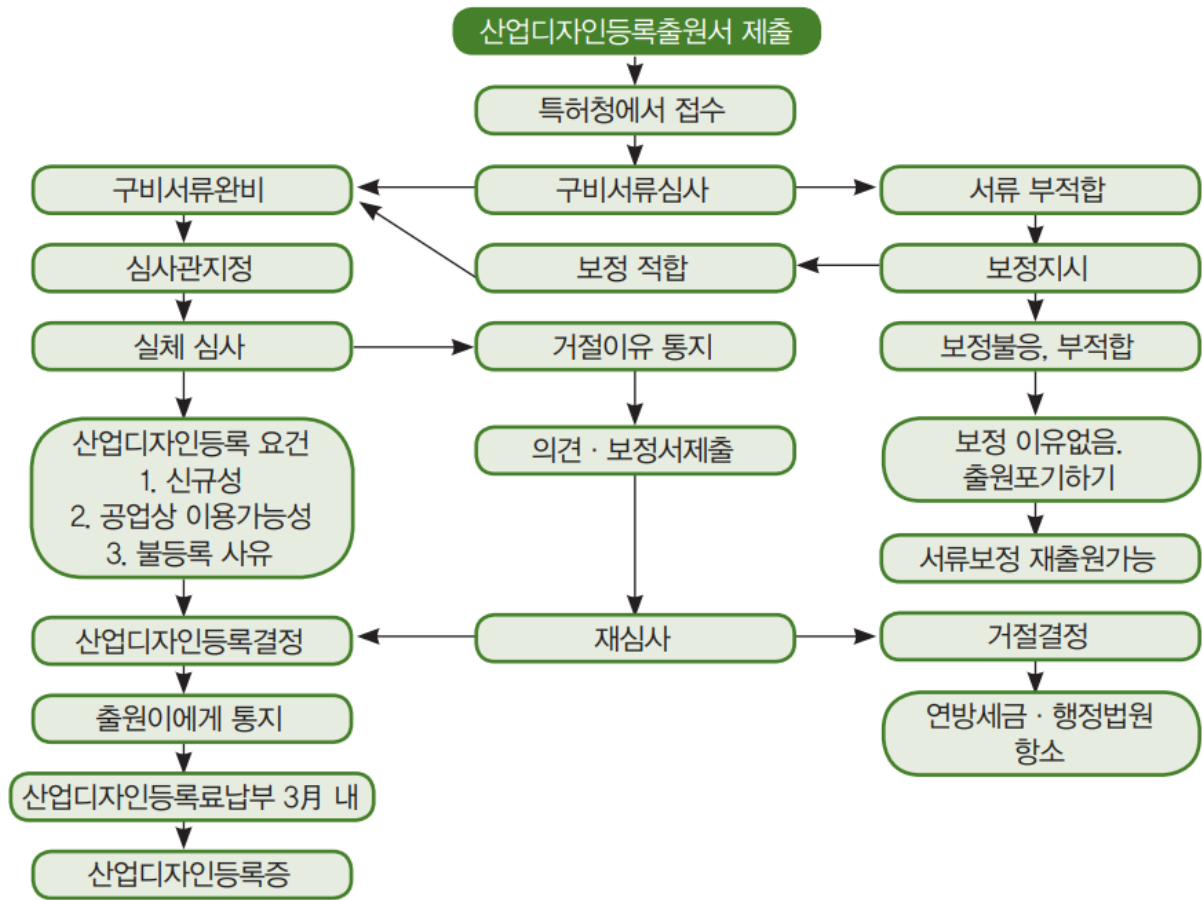 산업디자인등록출원서 제출
특허청에서 접수
구비서류완비
구비서류심사
서류 부적합
심사관지정
보정 적합
보정지시
실체 심사
거절이유 통지
보정불응, 부적합
산업디자인등록 요건
1. 신규성
2. 공업상 이용가능성
3. 불등록 사유
의견 · 보정서제출
보정 이유없음.
출원포기하기
서류보정 재출원가능
산업디자인등록결정
재심사
거절결정
출원이에게 통지
연방세금 · 행정법원
항소
산업디자인등록료납부 3月 내
산업디자인등록증